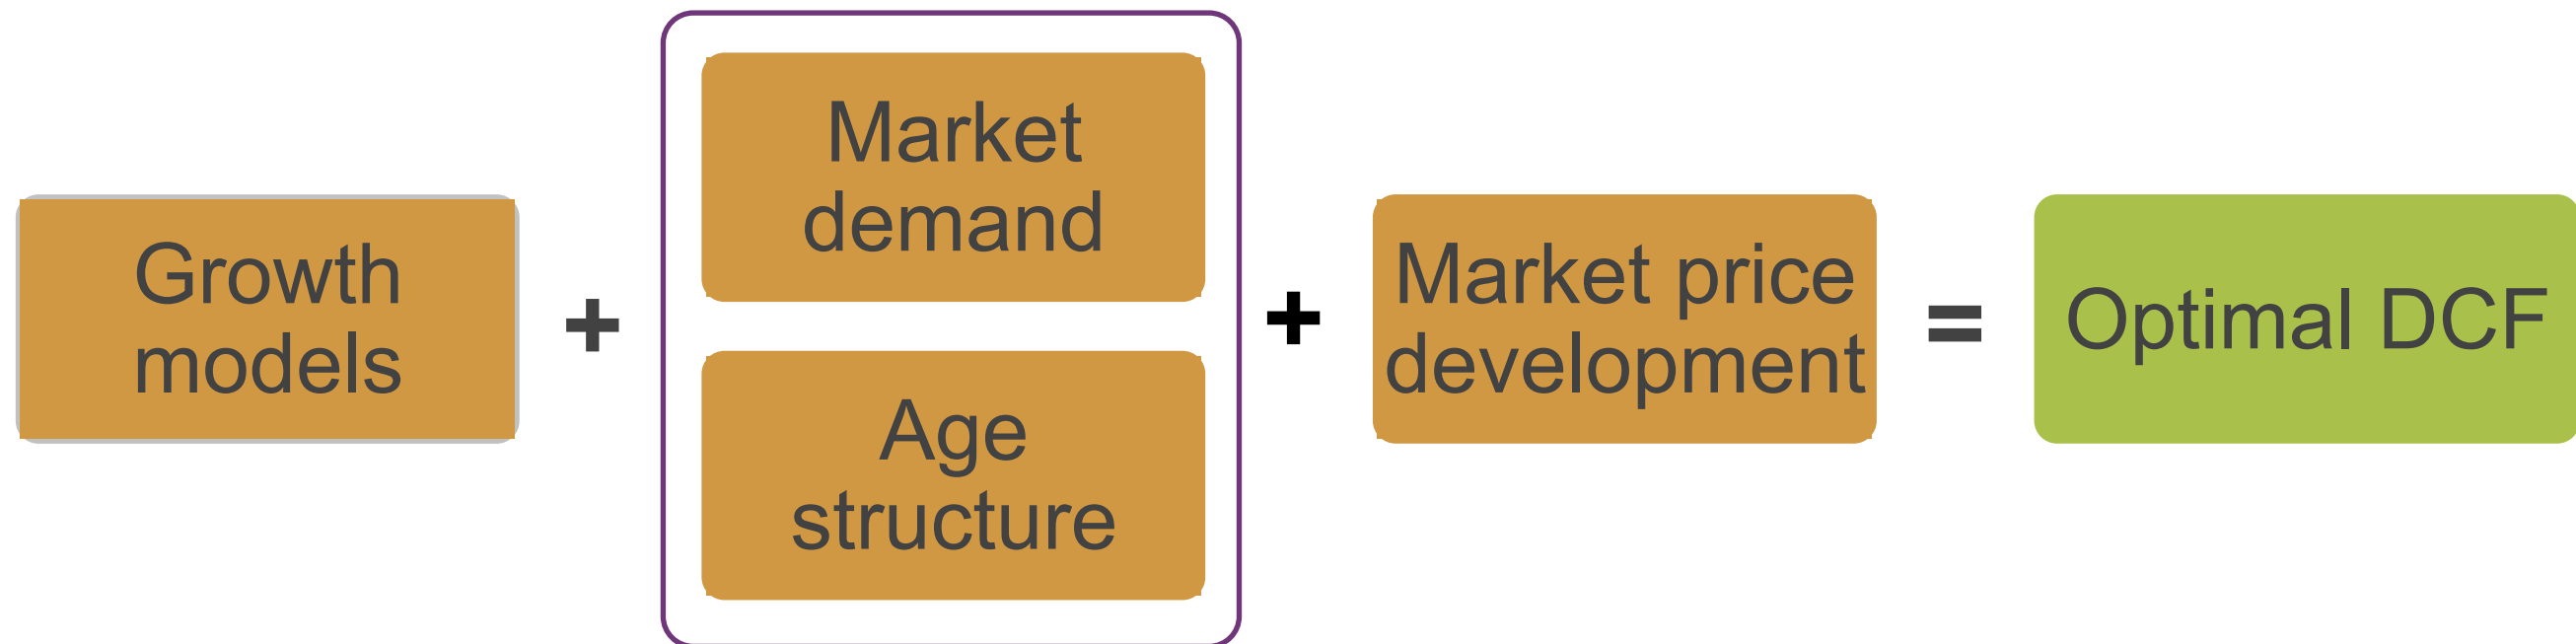 Growth
models
+
Market
demand
Age
structure
+
Market price
development
=
Optimal DCF